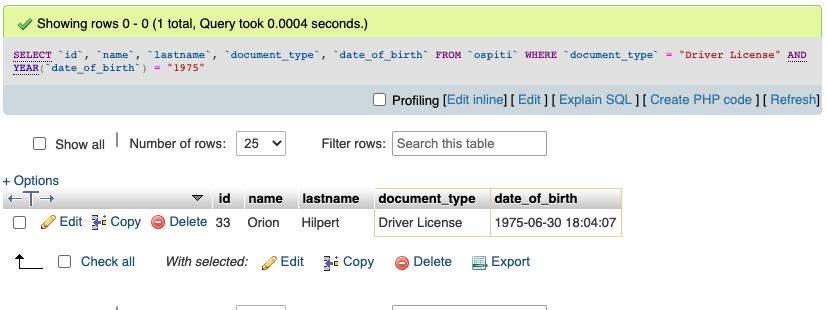 Showing rows 0 - 0 (1 total, Query took 0.0004 seconds.)
SELECT `id`, `name`, `lastname`, `document_type`, `date_of_birth` FROM `ospiti` WHERE `document_type` = "Driver License" AND
YEAR(`date_of_birth`) = "1975"
Profiling [Edit inline] [ Edit ] [ Explain SQL ] [ Create PHP code ] [ Refresh]
Show all | Number of rows: 25 Filter rows: Search this table
+ Options
←T→ ▼ id name lastname document_type date_of_birth
Edit Copy Delete 33 Orion Hilpert Driver License 1975-06-30 18:04:07
Check all With selected: Edit Copy Delete Export